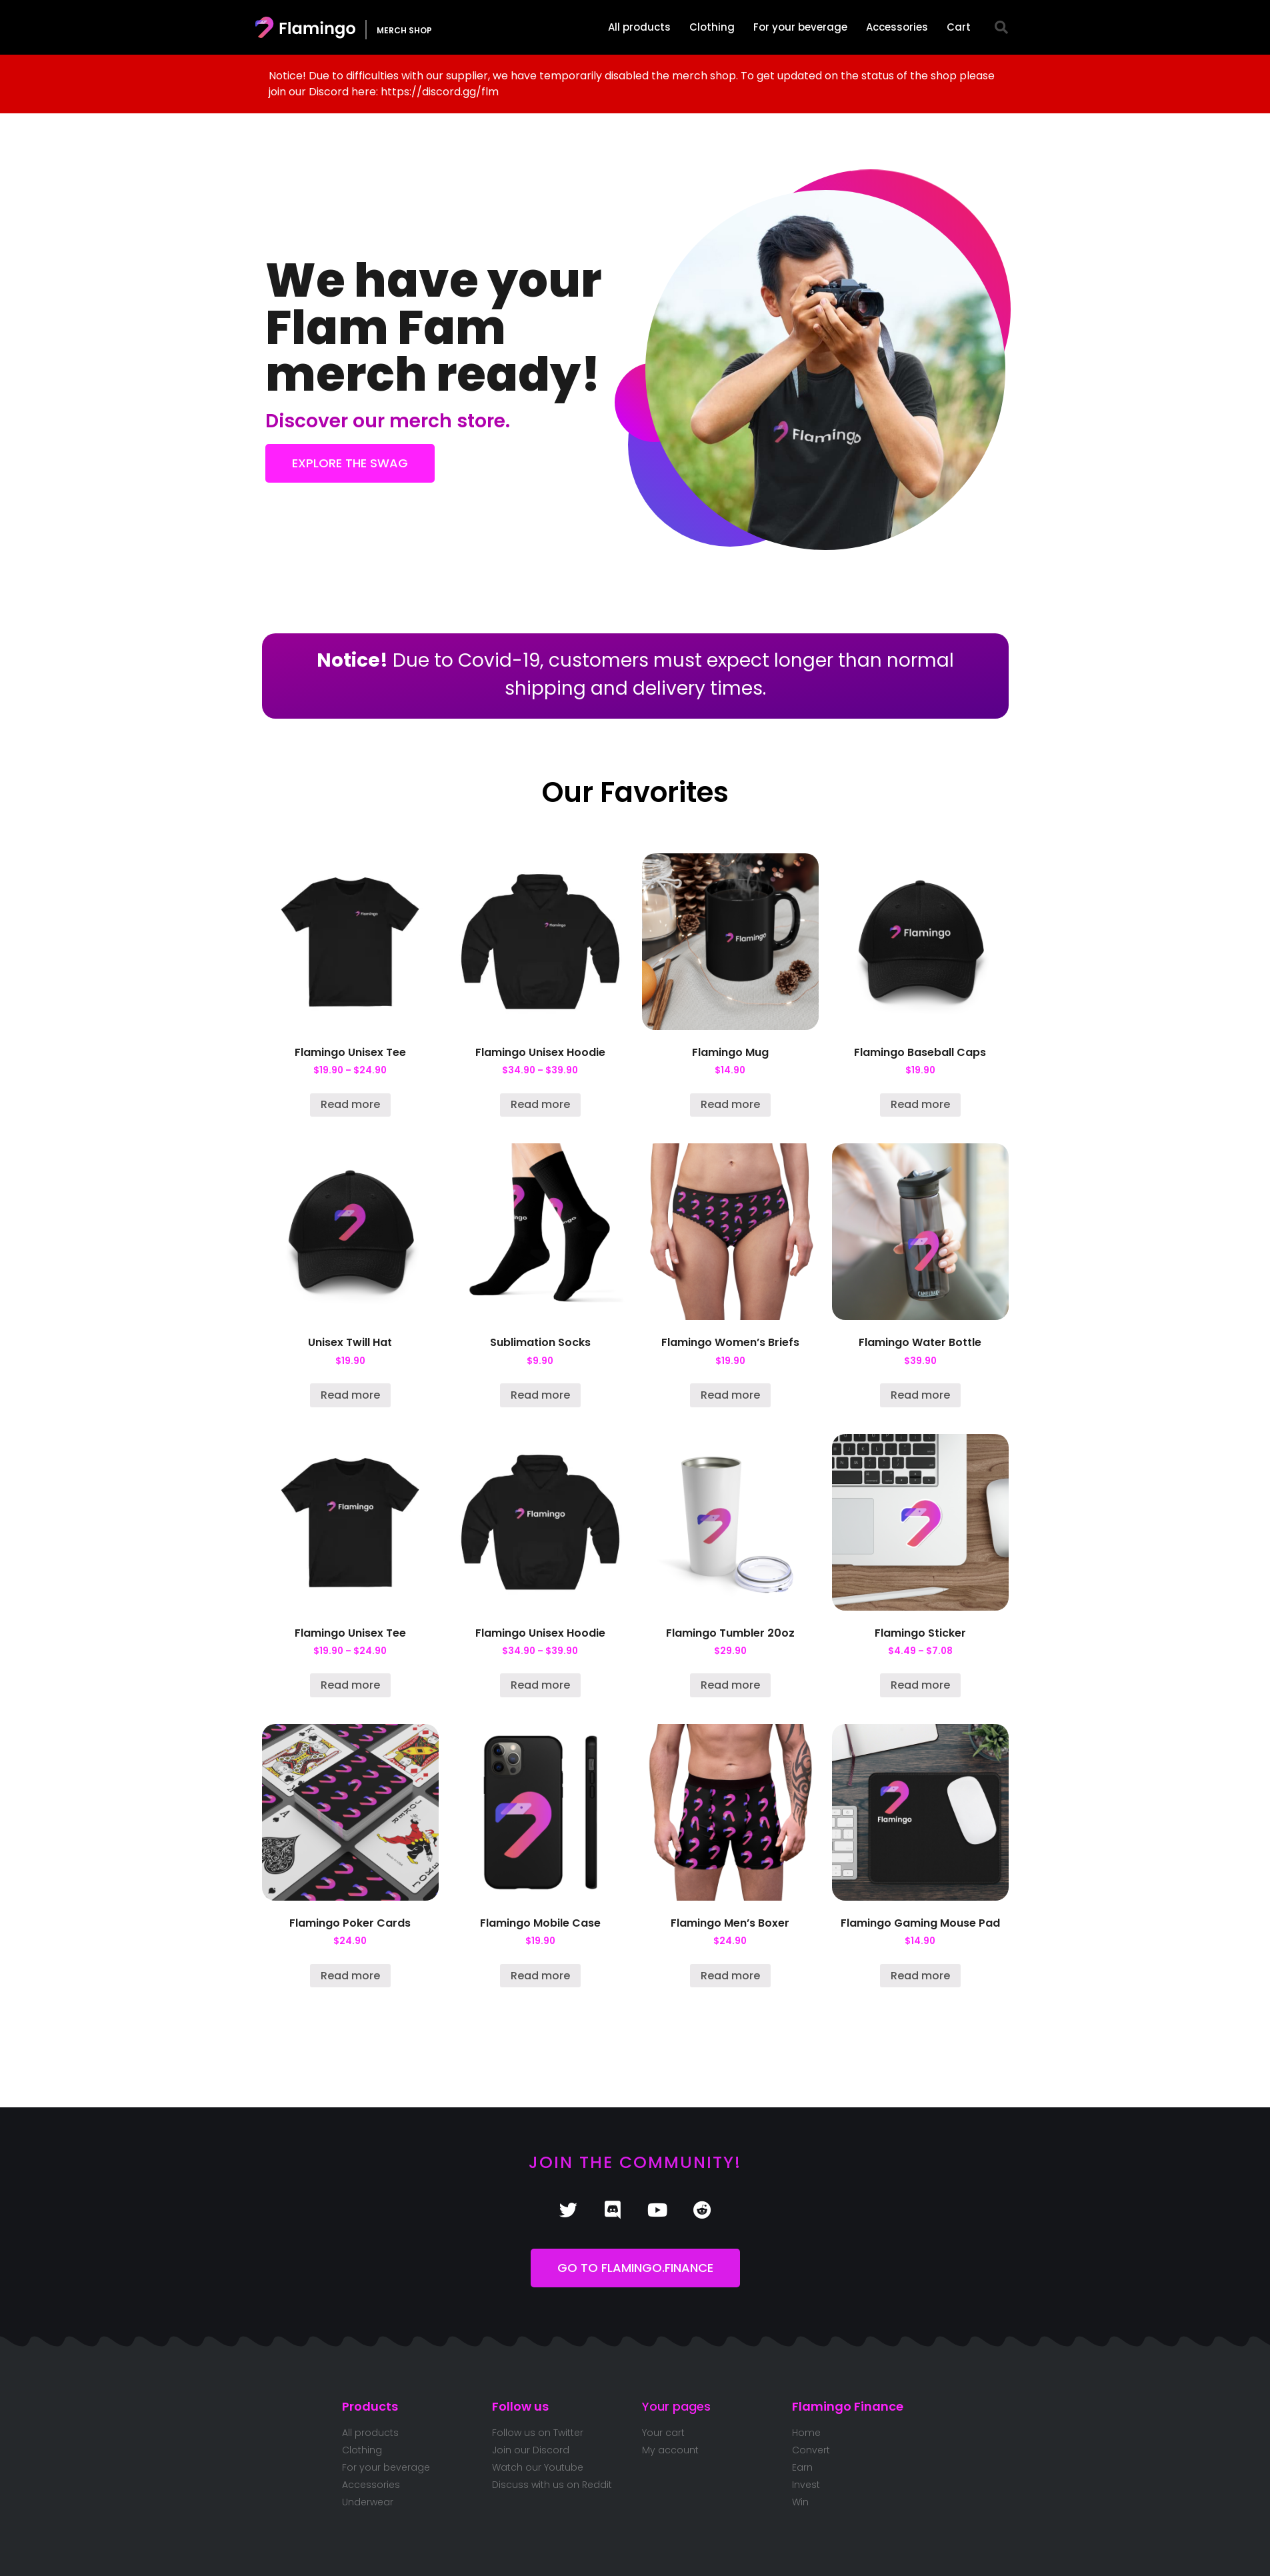 Flamingo
MERCH SHOP
All products
Clothing
For your beverage
Accessories
Cart
Notice! Due to difficulties with our supplier, we have temporarily disabled the merch shop. To get updated on the status of the shop please
join our Discord here: https://discord.gg/flm
We have your
Flam Fam
merch ready!
Discover our merch store.
EXPLORE THE SWAG
Flamingo
Notice! Due to Covid-19, customers must expect longer than normal
shipping and delivery times.
Our Favorites
Flamingo
Flamingo
Flamingo
Flamingo
Flamingo Unisex Tee
$19.90 – $24.90
Read more
Flamingo Unisex Hoodie
$34.90 – $39.90
Read more
Flamingo Mug
$14.90
Read more
Flamingo Baseball Caps
$19.90
Read more
CAMELBAK
Unisex Twill Hat
$19.90
Read more
Sublimation Socks
$9.90
Read more
Flamingo Women’s Briefs
$19.90
Read more
Flamingo Water Bottle
$39.90
Read more
Flamingo
Flamingo
Flamingo Unisex Tee
$19.90 – $24.90
Read more
Flamingo Unisex Hoodie
$34.90 – $39.90
Read more
Flamingo Tumbler 20oz
$29.90
Read more
Flamingo Sticker
$4.49 – $7.08
Read more
K
A
JOKER
JOKER
Flamingo
Flamingo Poker Cards
$24.90
Read more
Flamingo Mobile Case
$19.90
Read more
Flamingo Men’s Boxer
$24.90
Read more
Flamingo Gaming Mouse Pad
$14.90
Read more
JOIN THE COMMUNITY!
GO TO FLAMINGO.FINANCE
Products
All products
Clothing
For your beverage
Accessories
Underwear
Follow us
Follow us on Twitter
Join our Discord
Watch our Youtube
Discuss with us on Reddit
Your pages
Your cart
My account
Flamingo Finance
Home
Convert
Earn
Invest
Win